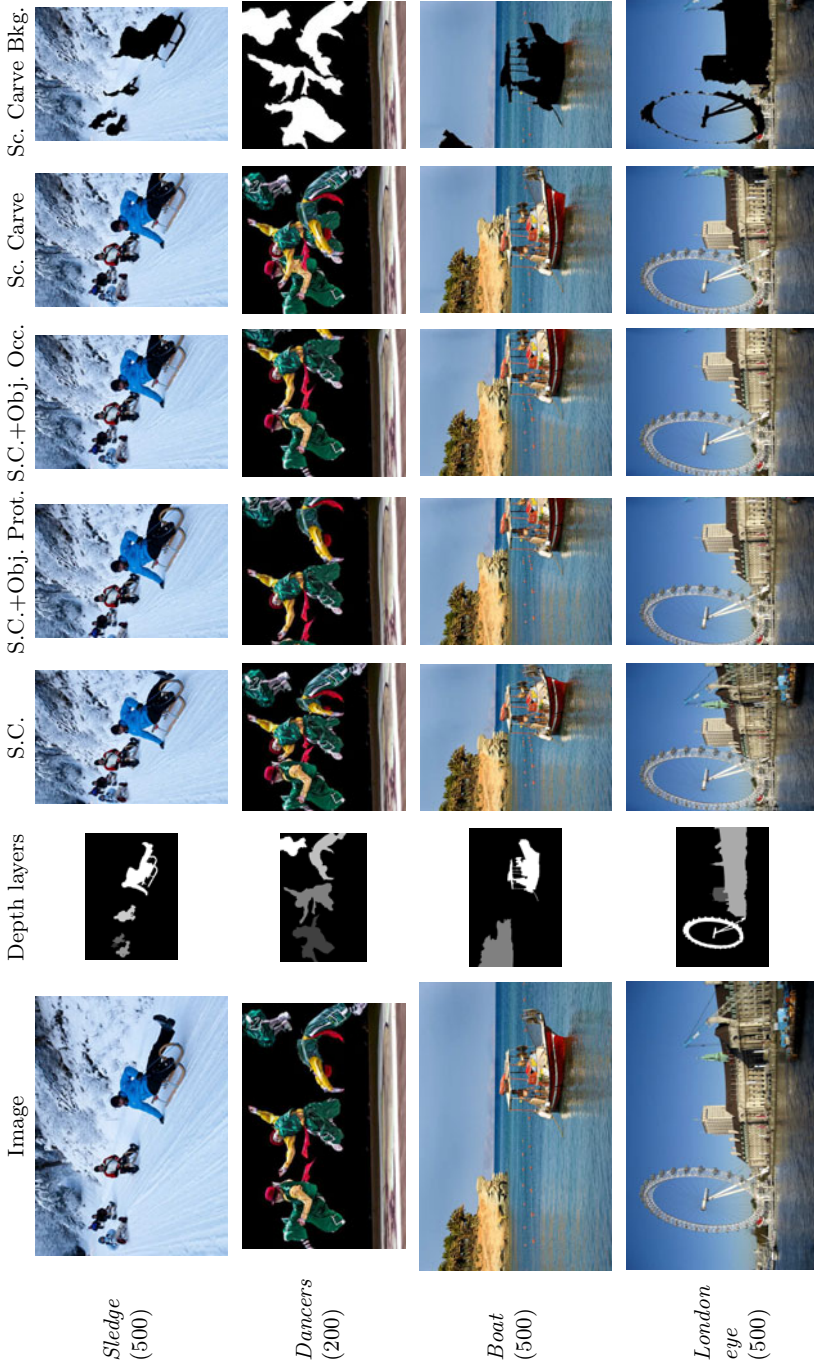 Image
Depth layers
S.C.
S.C.+Obj. Prot.
S.C.+Obj. Occ.
Sc. Carve
Sc. Carve Bkg.
Sledge
(500)
Dancers
(200)
Boat
(500)
London
eye
(500)